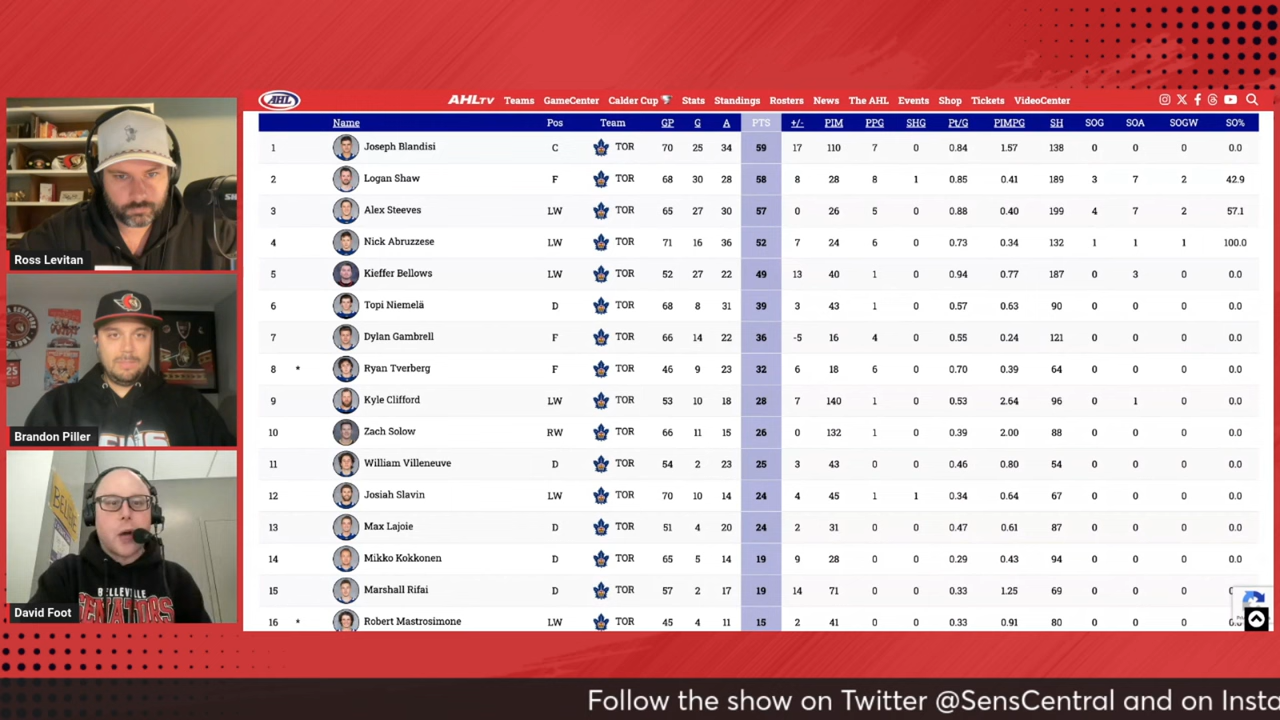 AHL
AHLTV Teams GameCenter Calder Cup Stats Standings Rosters News The AHL Events Shop Tickets VideoCenter
Name Pos Team GP G A PTS +/- PIM PPG SHG Pt/G PIMPG SH SOG SOA SOGW SO%
1 Joseph Blandisi C TOR 70 25 34 59 17 110 7 0 0.84 1.57 138 0 0 0 0.0
2 Logan Shaw F TOR 68 30 28 58 8 28 8 1 0.85 0.41 189 3 7 2 42.9
3 Alex Steeves LW TOR 65 27 30 57 0 26 5 0 0.88 0.40 199 4 7 2 57.1
4 Nick Abruzzese LW TOR 71 16 36 52 7 24 6 0 0.73 0.34 132 1 1 1 100.0
5 Kieffer Bellows LW TOR 52 27 22 49 13 40 1 0 0.94 0.77 187 0 3 0 0.0
6 Topi Niemelä D TOR 68 8 31 39 3 43 1 0 0.57 0.63 90 0 0 0 0.0
7 Dylan Gambrell F TOR 66 14 22 36 -5 16 4 0 0.55 0.24 121 0 0 0 0.0
8 * Ryan Tverberg F TOR 46 9 23 32 6 18 6 0 0.70 0.39 64 0 0 0 0.0
9 Kyle Clifford LW TOR 53 10 18 28 7 140 1 0 0.53 2.64 96 0 1 0 0.0
10 Zach Solow RW TOR 66 11 15 26 0 132 1 0 0.39 2.00 88 0 0 0 0.0
11 William Villeneuve D TOR 54 2 23 25 3 43 0 0 0.46 0.80 54 0 0 0 0.0
12 Josiah Slavin LW TOR 70 10 14 24 4 45 1 1 0.34 0.64 67 0 0 0 0.0
13 Max Lajoie D TOR 51 4 20 24 2 31 0 0 0.47 0.61 87 0 0 0 0.0
14 Mikko Kokkonen D TOR 65 5 14 19 9 28 0 0 0.29 0.43 94 0 0 0 0.0
15 Marshall Rifai D TOR 57 2 17 19 14 71 0 0 0.33 1.25 69 0 0 0
16 * Robert Mastrosimone LW TOR 45 4 11 15 2 41 0 0 0.33 0.91 80 0 0 0
Ross Levitan
Brandon Piller
BELLEVILLE
SENATORS
David Foot
Follow the show on Twitter @SensCentral and on Insta